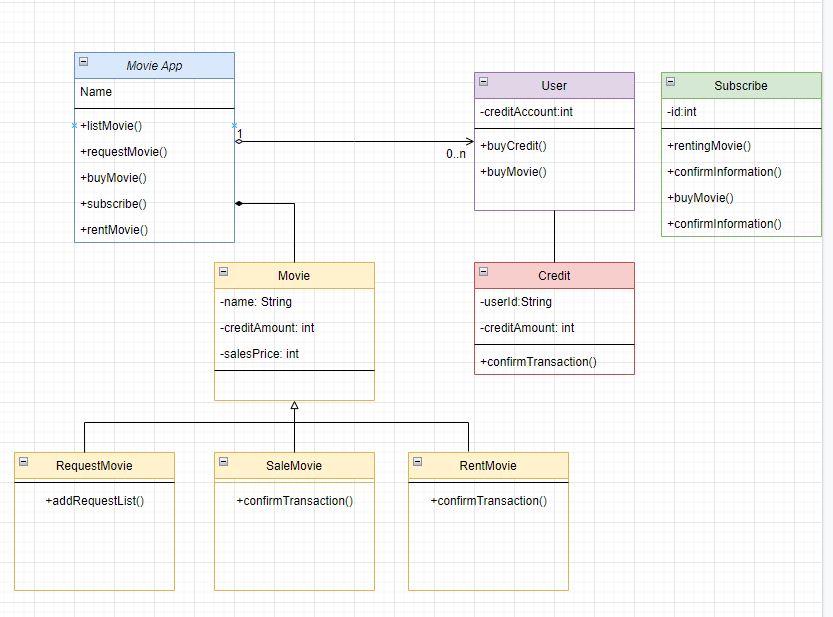 Movie App
Name
+listMovie()
+requestMovie()
+buyMovie()
+subscribe()
+rentMovie()
1
0..n
User
-creditAccount:int
+buyCredit()
+buyMovie()
Subscribe
-id:int
+rentingMovie()
+confirmInformation()
+buyMovie()
+confirmInformation()
Movie
-name: String
-creditAmount: int
-salesPrice: int
Credit
-userId:String
-creditAmount: int
+confirmTransaction()
RequestMovie
+addRequestList()
SaleMovie
+confirmTransaction()
RentMovie
+confirmTransaction()